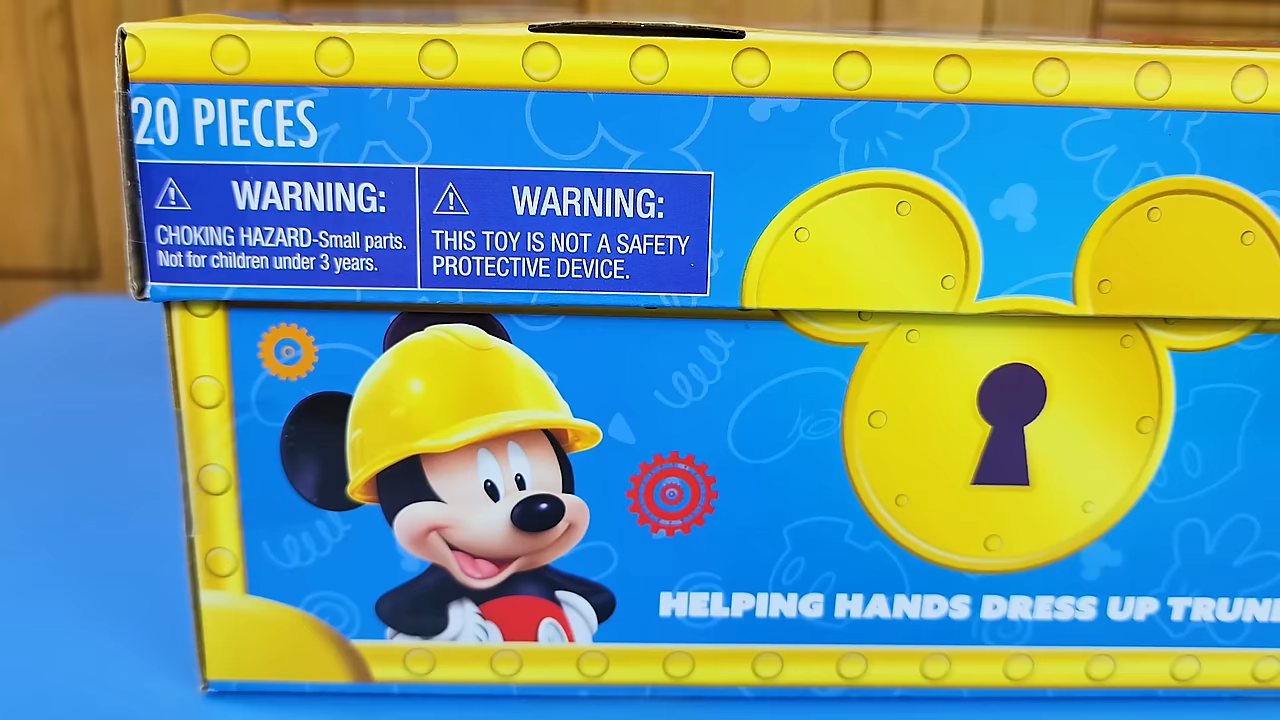 20 PIECES
WARNING:
CHOKING HAZARD-Small parts.
Not for children under 3 years.
WARNING:
THIS TOY IS NOT A SAFETY
PROTECTIVE DEVICE.
HELPING HANDS DRESS UP